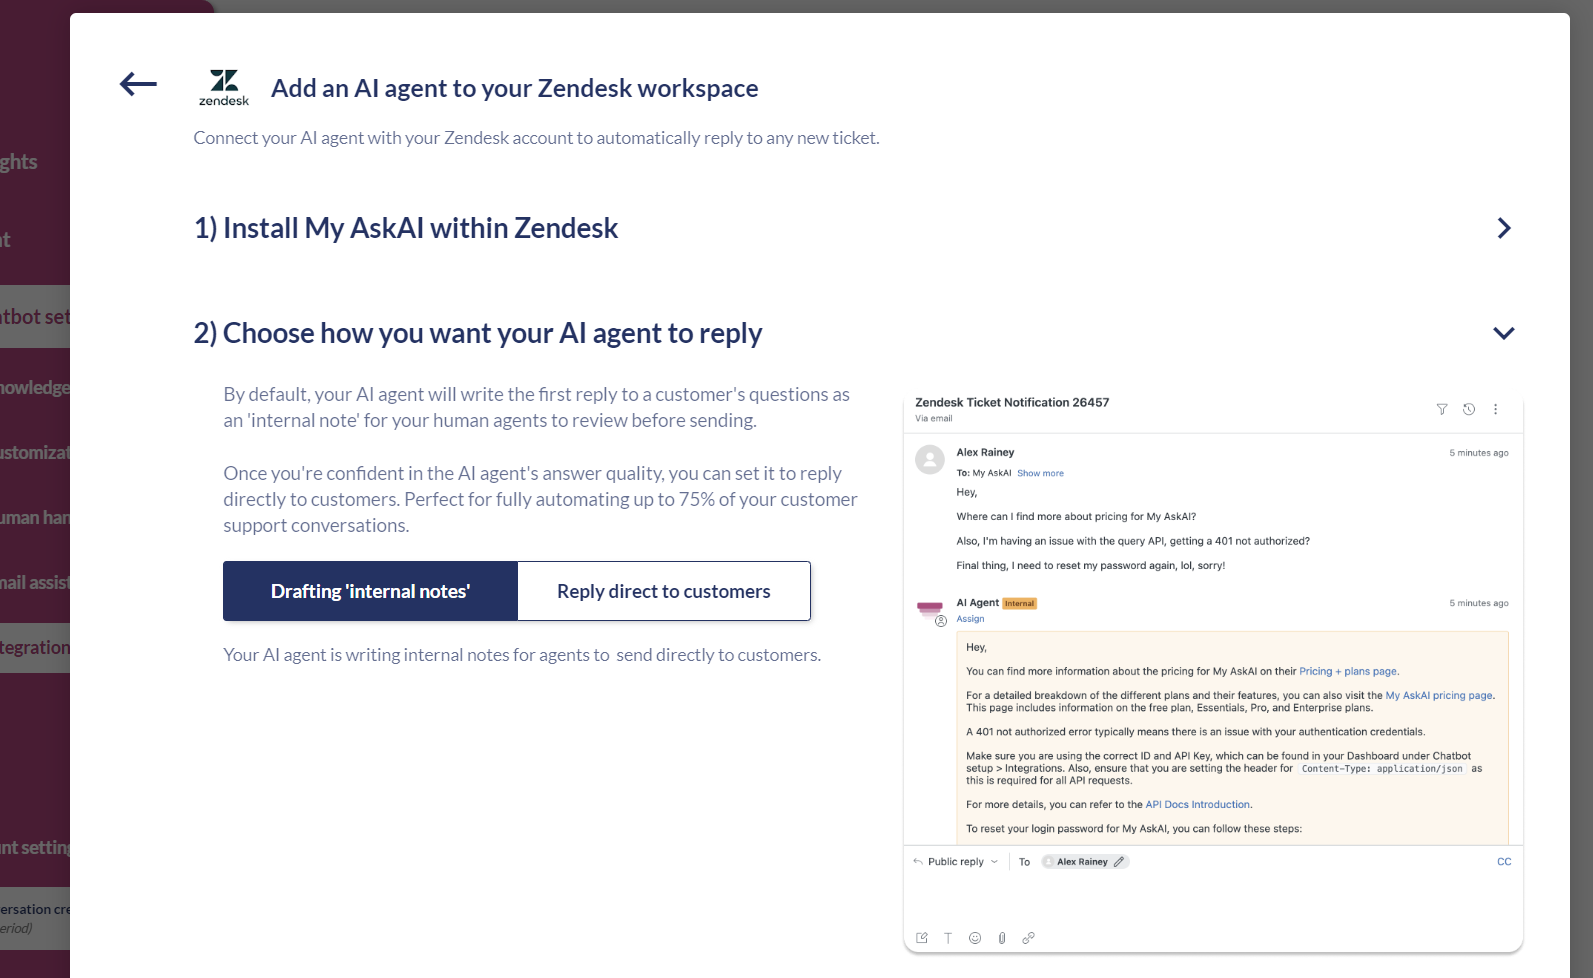 zendesk
Add an AI agent to your Zendesk workspace
Connect your AI agent with your Zendesk account to automatically reply to any new ticket.
1) Install My AskAI within Zendesk
2) Choose how you want your AI agent to reply
By default, your AI agent will write the first reply to a customer's questions as
an 'internal note' for your human agents to review before sending.
Once you're confident in the AI agent's answer quality, you can set it to reply
directly to customers. Perfect for fully automating up to 75% of your customer
support conversations.
Drafting 'internal notes'
Reply direct to customers
Your AI agent is writing internal notes for agents to  send directly to customers.
Zendesk Ticket Notification 26457
Via email
Alex Rainey
5 minutes ago
To: My AskAI Show more
Hey,
Where can I find more about pricing for My AskAI?
Also, I'm having an issue with the query API, getting a 401 not authorized?
Final thing, I need to reset my password again, lol, sorry!
AI Agent Internal
5 minutes ago
Assign
Hey,
You can find more information about the pricing for My AskAI on their Pricing + plans page.
For a detailed breakdown of the different plans and their features, you can also visit the My AskAI pricing page.
This page includes information on the free plan, Essentials, Pro, and Enterprise plans.
A 401 not authorized error typically means there is an issue with your authentication credentials.
Make sure you are using the correct ID and API Key, which can be found in your Dashboard under Chatbot
setup > Integrations. Also, ensure that you are setting the header for Content-Type: application/json as
this is required for all API requests.
For more details, you can refer to the API Docs Introduction.
To reset your login password for My AskAI, you can follow these steps:
Public reply
To
Alex Rainey
CC
ghts
nt
atbot set
nowledge
ustomizat
uman han
mail assist
tegration
unt setting
ersation cre
eriod)